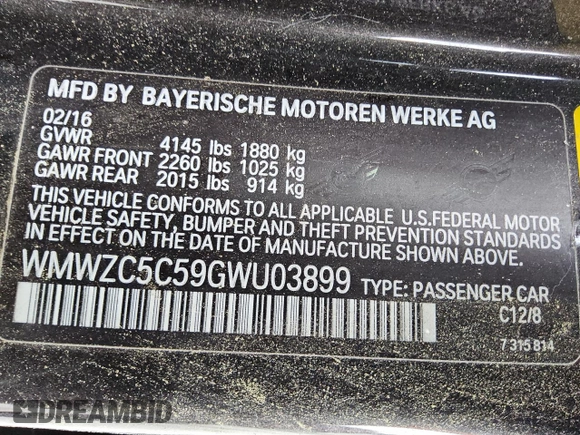 MFD BY BAYERISCHE MOTOREN WERKE AG
02/16
GVWR 4145 lbs 1880 kg
GAWR FRONT 2260 lbs 1025 kg
GAWR REAR 2015 lbs 914 kg
THIS VEHICLE CONFORMS TO ALL APPLICABLE U.S.FEDERAL MOTOR
VEHICLE SAFETY, BUMPER AND THEFT PREVENTION STANDARDS
IN EFFECT ON THE DATE OF MANUFACTURE SHOWN ABOVE.
WMWZC5C59GWU03899 TYPE: PASSENGER CAR
C12/8
7 315 814
DREAMBID